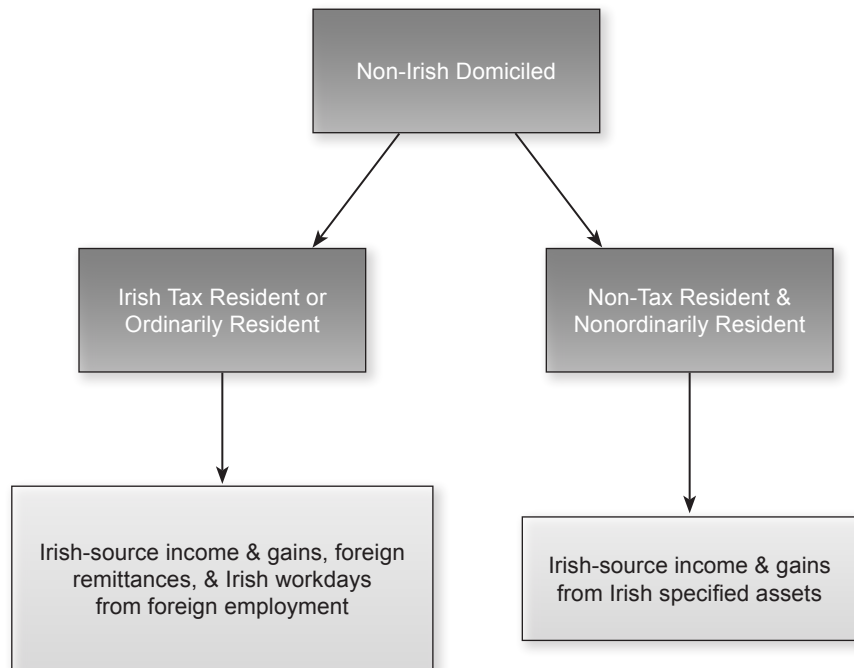 Non-Irish Domiciled
Irish Tax Resident or
Ordinarily Resident
Non-Tax Resident &
Nonordinarily Resident
Irish-source income & gains, foreign
remittances, & Irish workdays
from foreign employment
Irish-source income & gains
from Irish specified assets